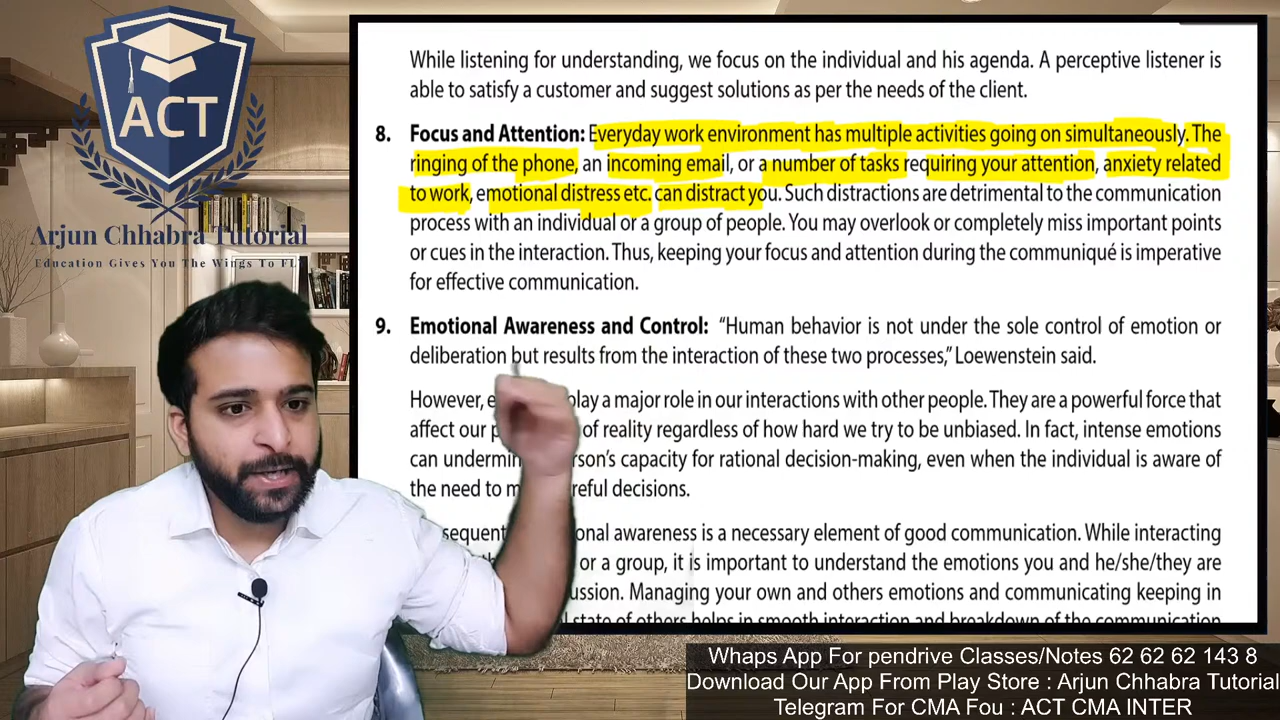 ACT
Arjun Chhabra Tutorial
Education Gives You The Wings To
While listening for understanding, we focus on the individual and his agenda. A perceptive listener is
able to satisfy a customer and suggest solutions as per the needs of the client.
8. Focus and Attention: Everyday work environment has multiple activities going on simultaneously. The
ringing of the phone, an incoming email, or a number of tasks requiring your attention, anxiety related
to work, emotional distress etc. can distract you. Such distractions are detrimental to the communication
process with an individual or a group of people. You may overlook or completely miss important points
or cues in the interaction. Thus, keeping your focus and attention during the communiqué is imperative
for effective communication.
9. Emotional Awareness and Control: “Human behavior is not under the sole control of emotion or
deliberation but results from the interaction of these two processes,” Loewenstein said.
However, play a major role in our interactions with other people. They are a powerful force that
affect our of reality regardless of how hard we try to be unbiased. In fact, intense emotions
can capacity for rational decision-making, even when the individual is aware of
the need to decisions.
awareness is a necessary element of good communication. While interacting
or a group, it is important to understand the emotions you and he/she/they are
Managing your own and others emotions and communicating keeping in
state of others helps in smooth interaction and breakdown of the communication
Whaps App For pendrive Classes/Notes 62 62 62 143 8
Download Our App From Play Store : Arjun Chhabra Tutorial
Telegram For CMA Fou : ACT CMA INTER